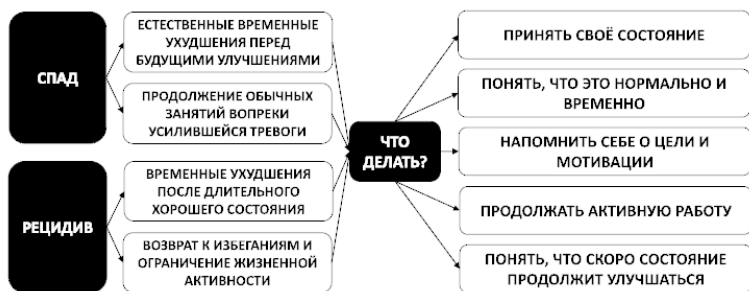 СПАД
ЕСТЕСТВЕННЫЕ ВРЕМЕННЫЕ
УХУДШЕНИЯ ПЕРЕД
БУДУЩИМИ УЛУЧШЕНИЯМИ
ПРОДОЛЖЕНИЕ ОБЫЧНЫХ
ЗАНЯТИЙ ВОПРЕКИ
УСИЛИВШЕЙСЯ ТРЕВОГИ
РЕЦИДИВ
ВРЕМЕННЫЕ УХУДШЕНИЯ
ПОСЛЕ ДЛИТЕЛЬНОГО
ХОРОШЕГО СОСТОЯНИЯ
ВОЗВРАТ К ИЗБЕГАНИЯМ И
ОГРАНИЧЕНИЕ ЖИЗНЕННОЙ
АКТИВНОСТИ
ЧТО
ДЕЛАТЬ?
ПРИНЯТЬ СВОЁ СОСТОЯНИЕ
ПОНЯТЬ, ЧТО ЭТО НОРМАЛЬНО И
ВРЕМЕННО
НАПОМНИТЬ СЕБЕ О ЦЕЛИ И
МОТИВАЦИИ
ПРОДОЛЖАТЬ АКТИВНУЮ РАБОТУ
ПОНЯТЬ, ЧТО СКОРО СОСТОЯНИЕ
ПРОДОЛЖИТ УЛУЧШАТЬСЯ